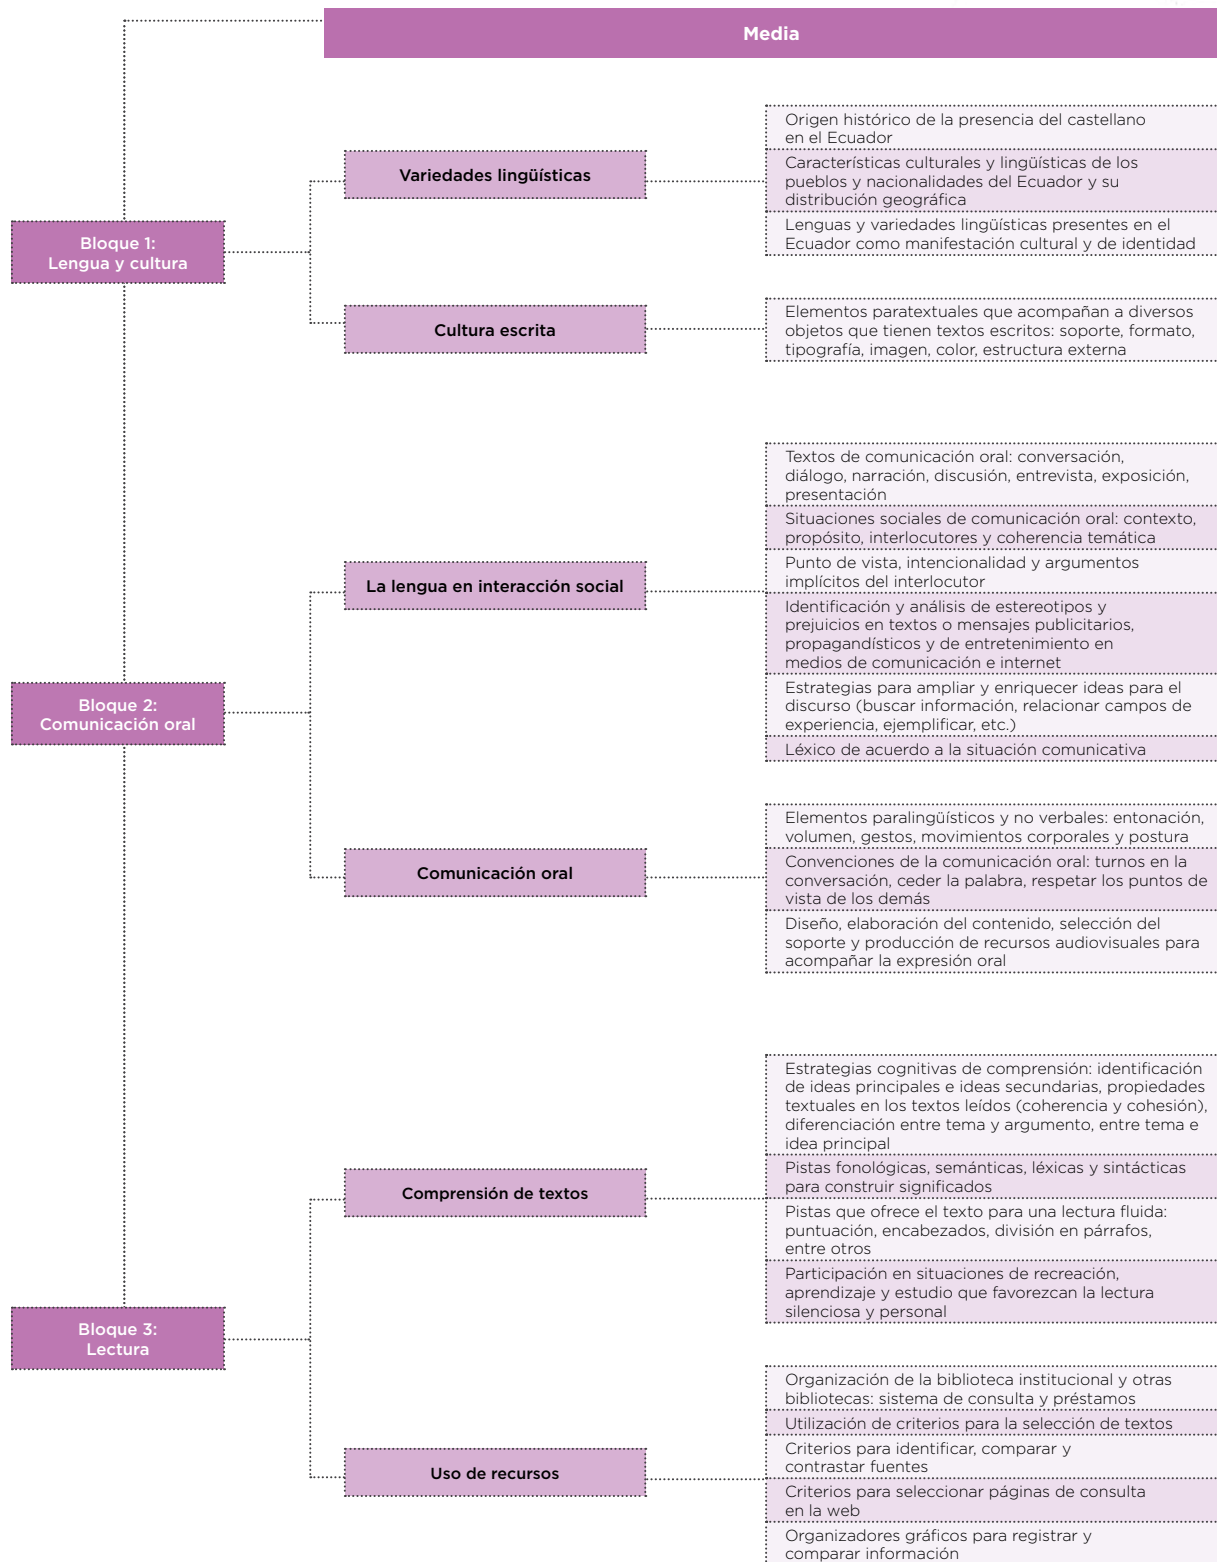 Media
Bloque 1:
Lengua y cultura
Variedades lingüísticas
Origen histórico de la presencia del castellano
en el Ecuador
Características culturales y lingüísticas de los
pueblos y nacionalidades del Ecuador y su
distribución geográfica
Lenguas y variedades lingüísticas presentes en el
Ecuador como manifestación cultural y de identidad
Cultura escrita
Elementos paratextuales que acompañan a diversos
objetos que tienen textos escritos: soporte, formato,
tipografía, imagen, color, estructura externa
Bloque 2:
Comunicación oral
La lengua en interacción social
Textos de comunicación oral: conversación,
diálogo, narración, discusión, entrevista, exposición,
presentación
Situaciones sociales de comunicación oral: contexto,
propósito, interlocutores y coherencia temática
Punto de vista, intencionalidad y argumentos
implícitos del interlocutor
Identificación y análisis de estereotipos y
prejuicios en textos o mensajes publicitarios,
propagandísticos y de entretenimiento en
medios de comunicación e internet
Estrategias para ampliar y enriquecer ideas para el
discurso (buscar información, relacionar campos de
experiencia, ejemplificar, etc.)
Léxico de acuerdo a la situación comunicativa
Comunicación oral
Elementos paralingüísticos y no verbales: entonación,
volumen, gestos, movimientos corporales y postura
Convenciones de la comunicación oral: turnos en la
conversación, ceder la palabra, respetar los puntos de
vista de los demás
Diseño, elaboración del contenido, selección del
soporte y producción de recursos audiovisuales para
acompañar la expresión oral
Bloque 3:
Lectura
Comprensión de textos
Estrategias cognitivas de comprensión: identificación
de ideas principales e ideas secundarias, propiedades
textuales en los textos leídos (coherencia y cohesión),
diferenciación entre tema y argumento, entre tema e
idea principal
Pistas fonológicas, semánticas, léxicas y sintácticas
para construir significados
Pistas que ofrece el texto para una lectura fluida:
puntuación, encabezados, división en párrafos,
entre otros
Participación en situaciones de recreación,
aprendizaje y estudio que favorezcan la lectura
silenciosa y personal
Uso de recursos
Organización de la biblioteca institucional y otras
bibliotecas: sistema de consulta y préstamos
Utilización de criterios para la selección de textos
Criterios para identificar, comparar y
contrastar fuentes
Criterios para seleccionar páginas de consulta
en la web
Organizadores gráficos para registrar y
comparar información